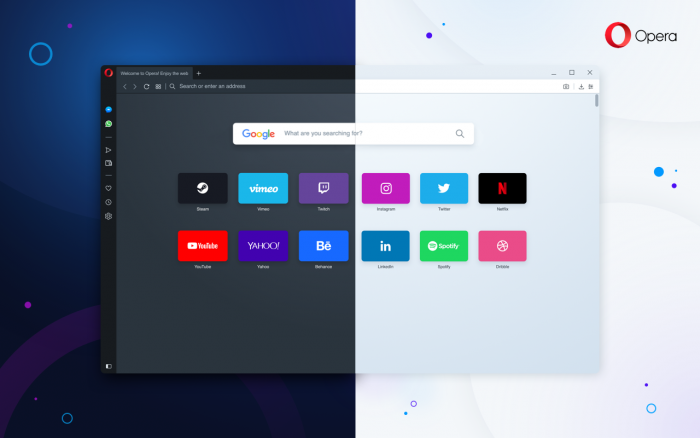 Opera
Welcome to Opera! Enjoy the web
Search or enter an address
Google What are you searching for?
vimeo
N
Steam Vimeo Twitch Instagram Twitter Netflix
YouTube YAHOO! Bē in Spotify
YouTube Yahoo Behance LinkedIn Spotify Dribble